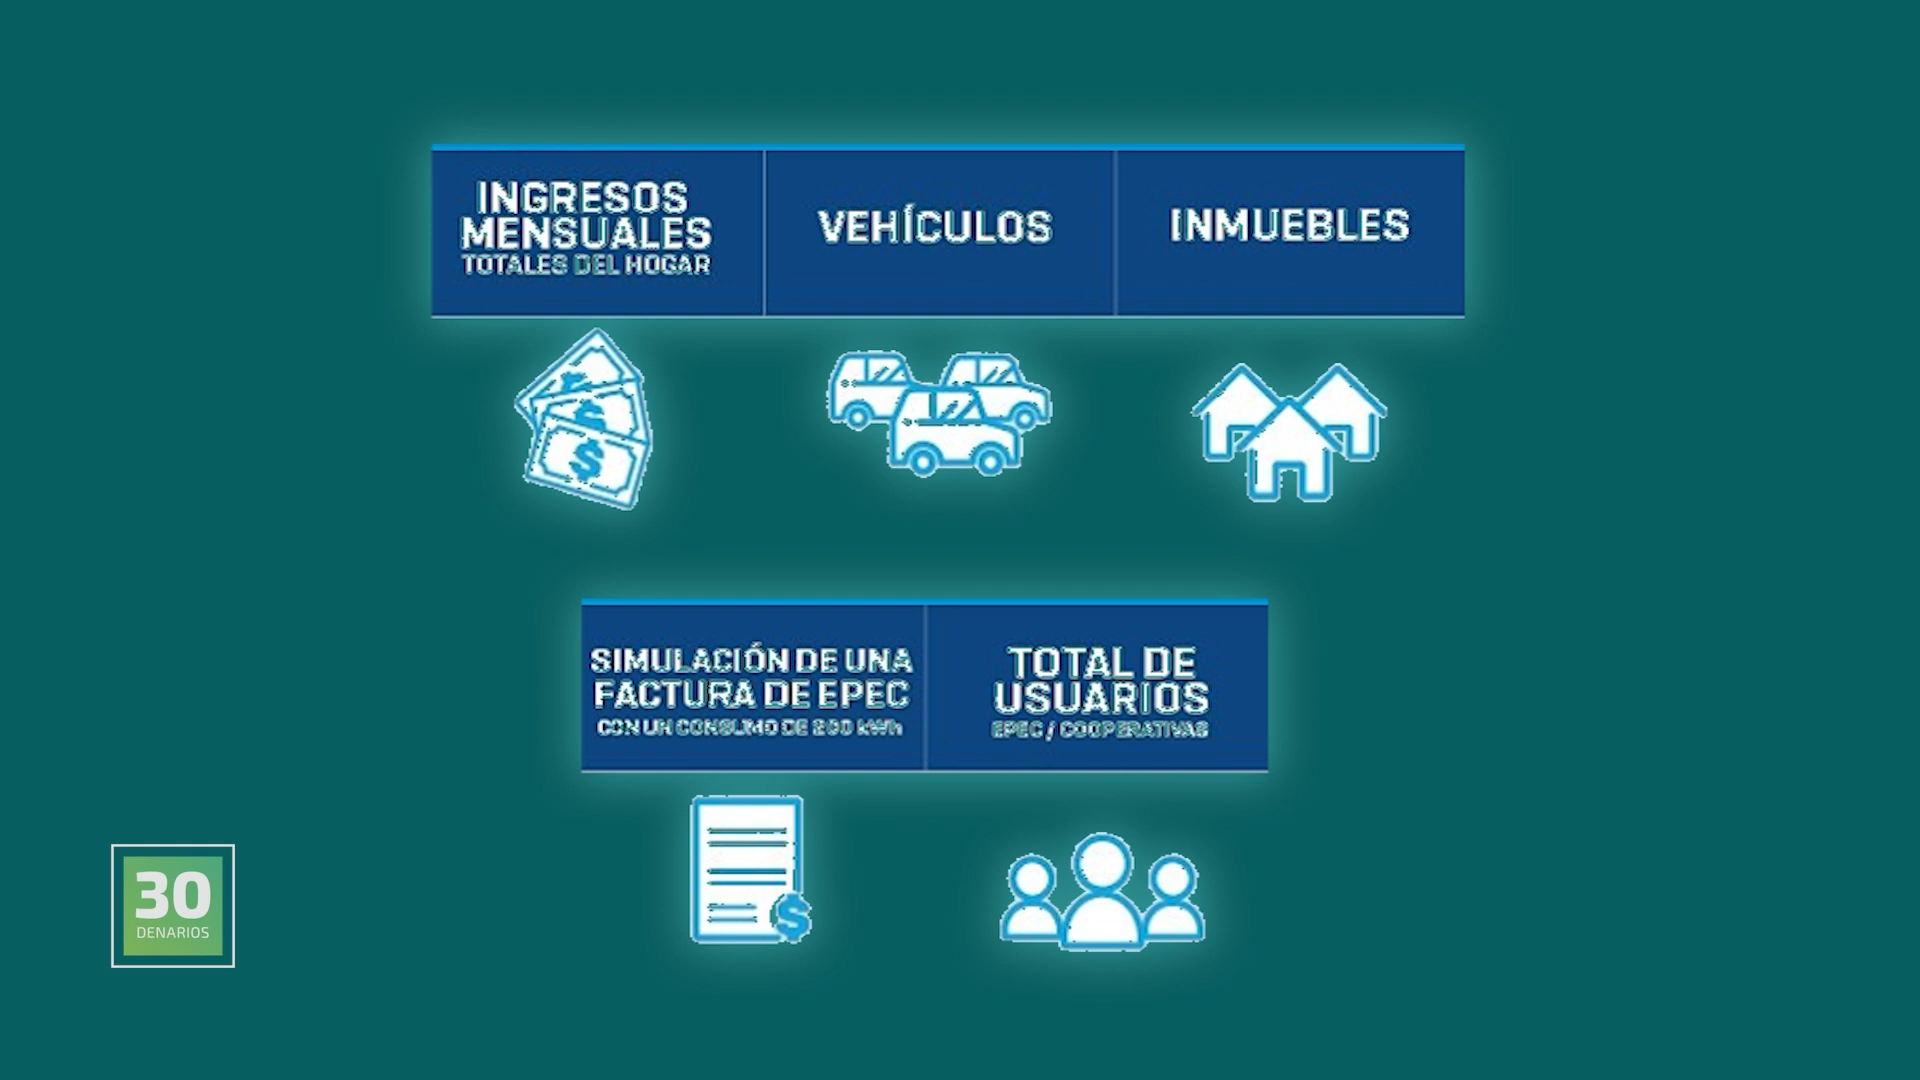 INGRESOS
MENSUALES
TOTALES DEL HOGAR
VEHÍCULOS
INMUEBLES
$
$
SIMULACIÓN DE UNA
FACTURA DE EPEC
CON UN CONSUMO DE 200 kWh
TOTAL DE
USUARIOS
EPEC / COOPERATIVAS
$
30
DENARIOS